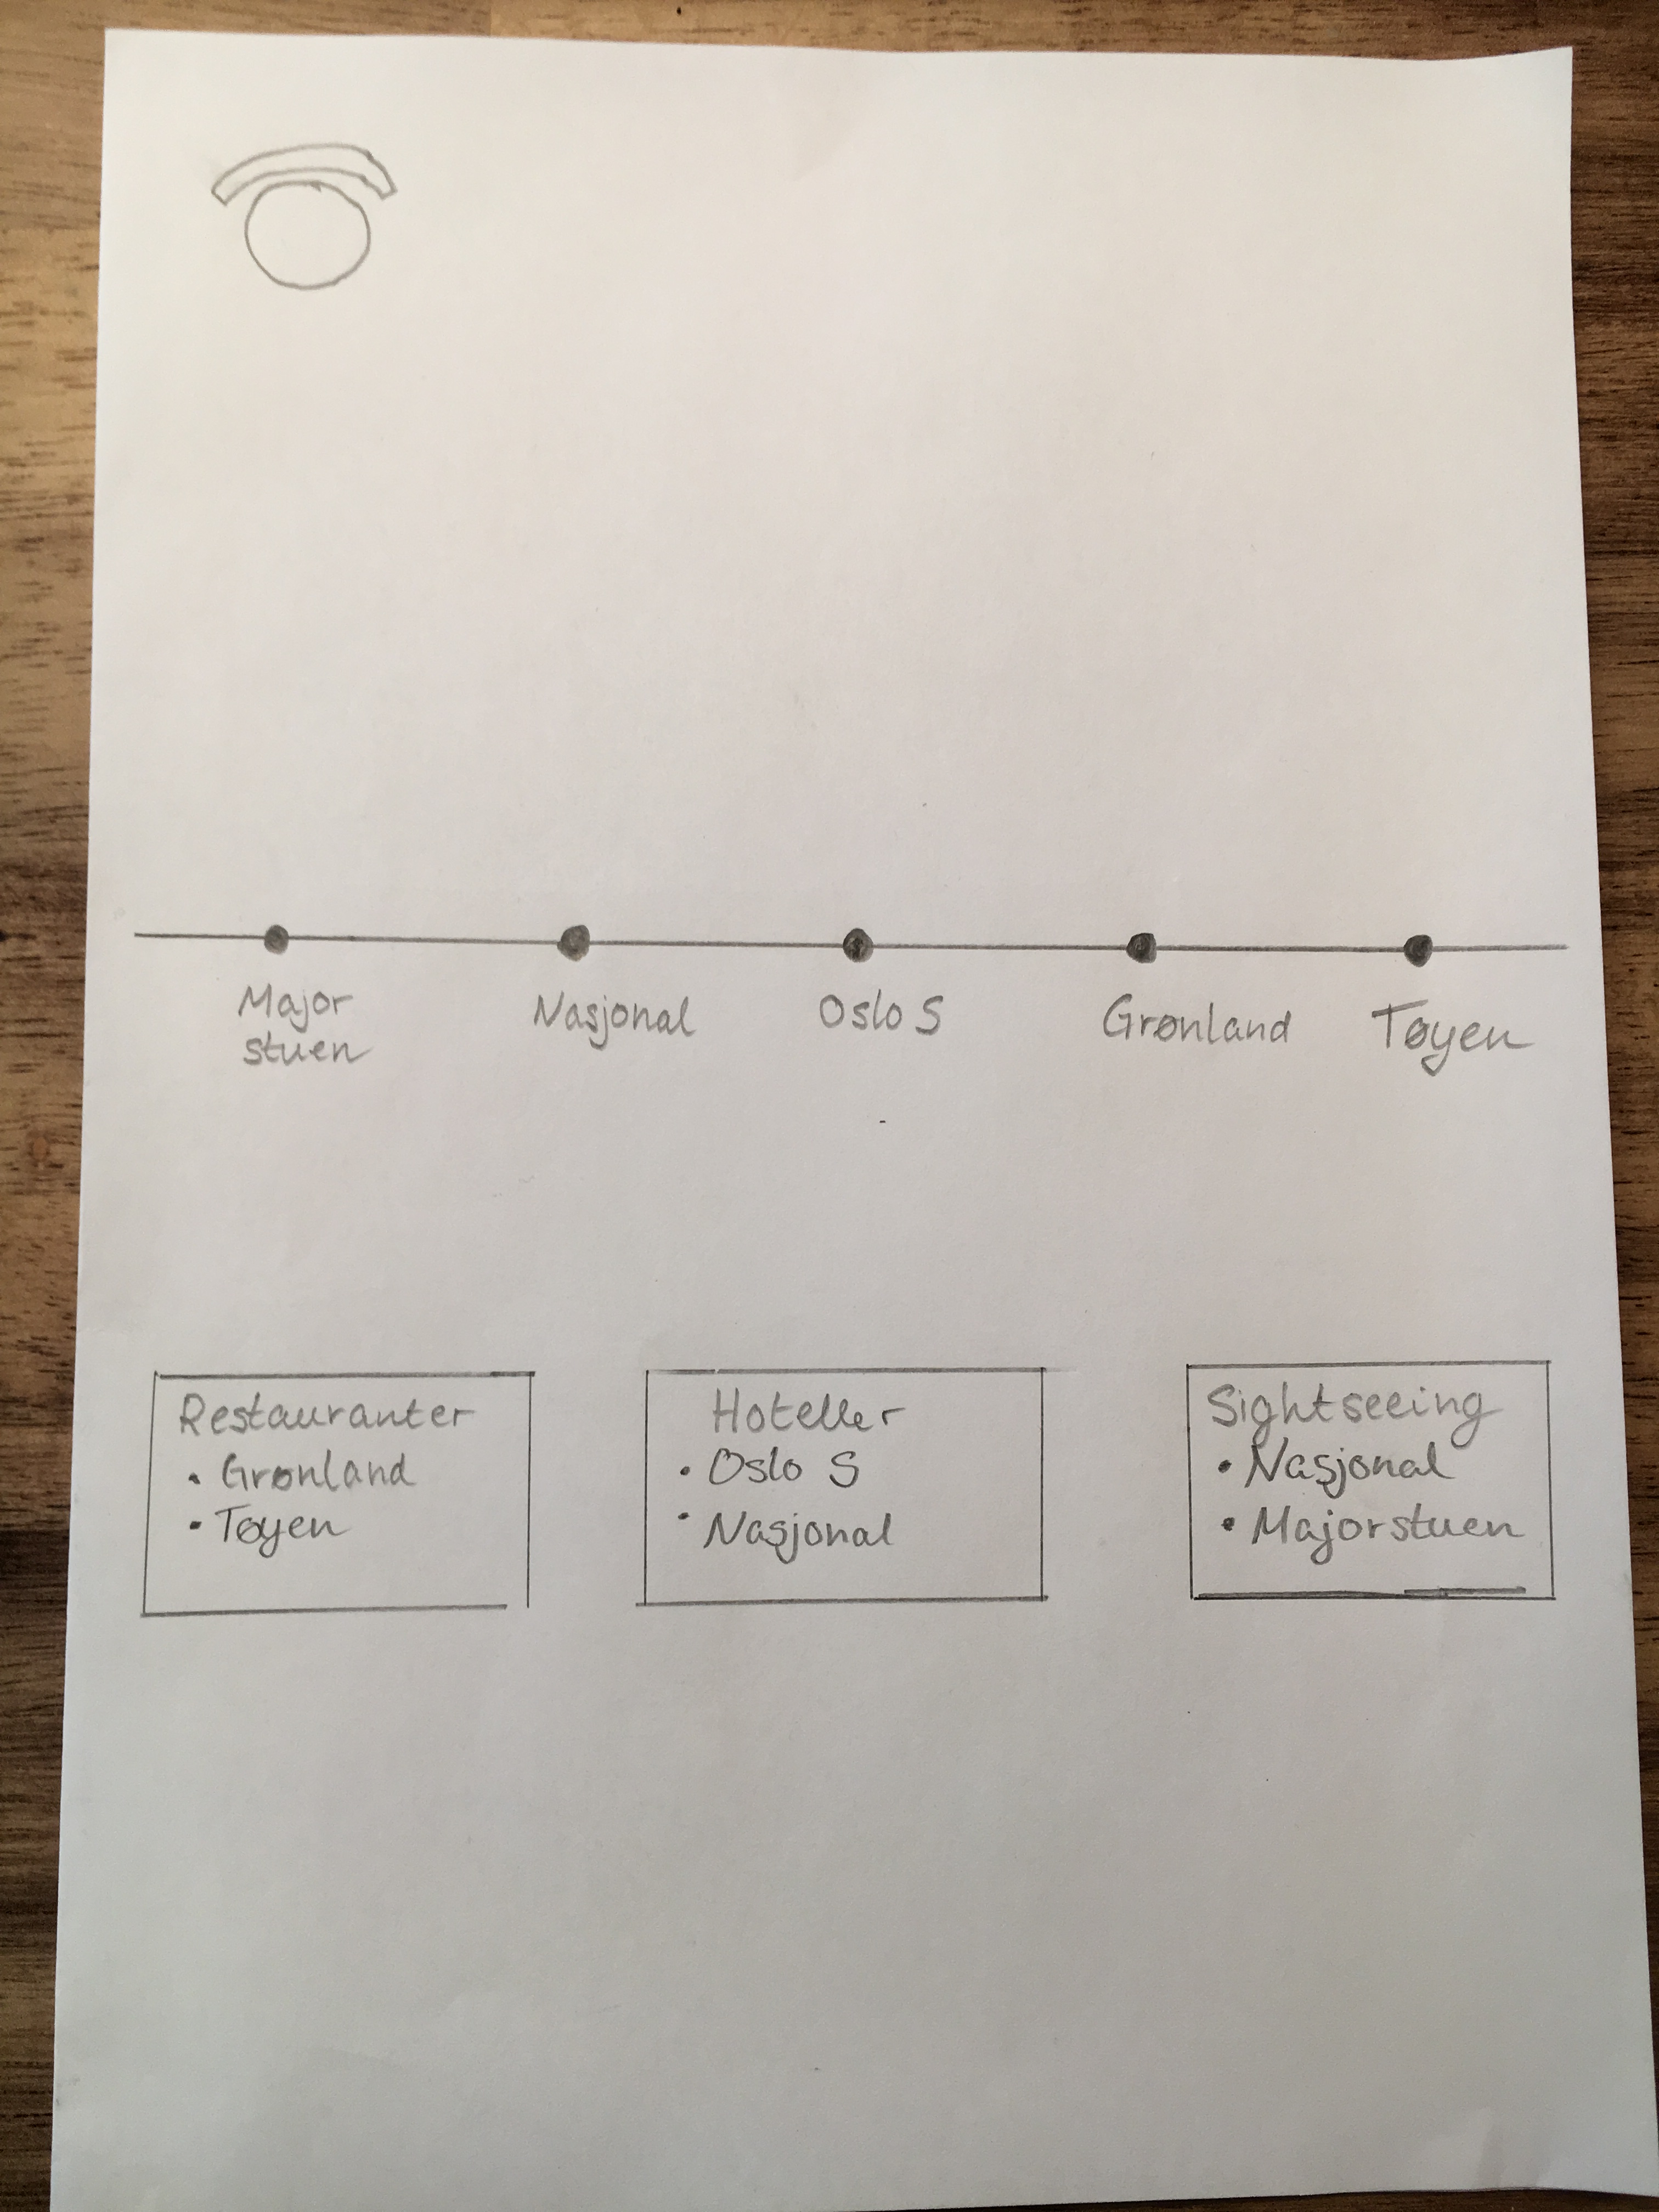 Major
stuen
Nasjonal
Oslo S
Grønland
Tøyen
Restauranter
• Grønland
• Tøyen
Hoteller
• Oslo S
• Nasjonal
Sightseeing
• Nasjonal
• Majorstuen